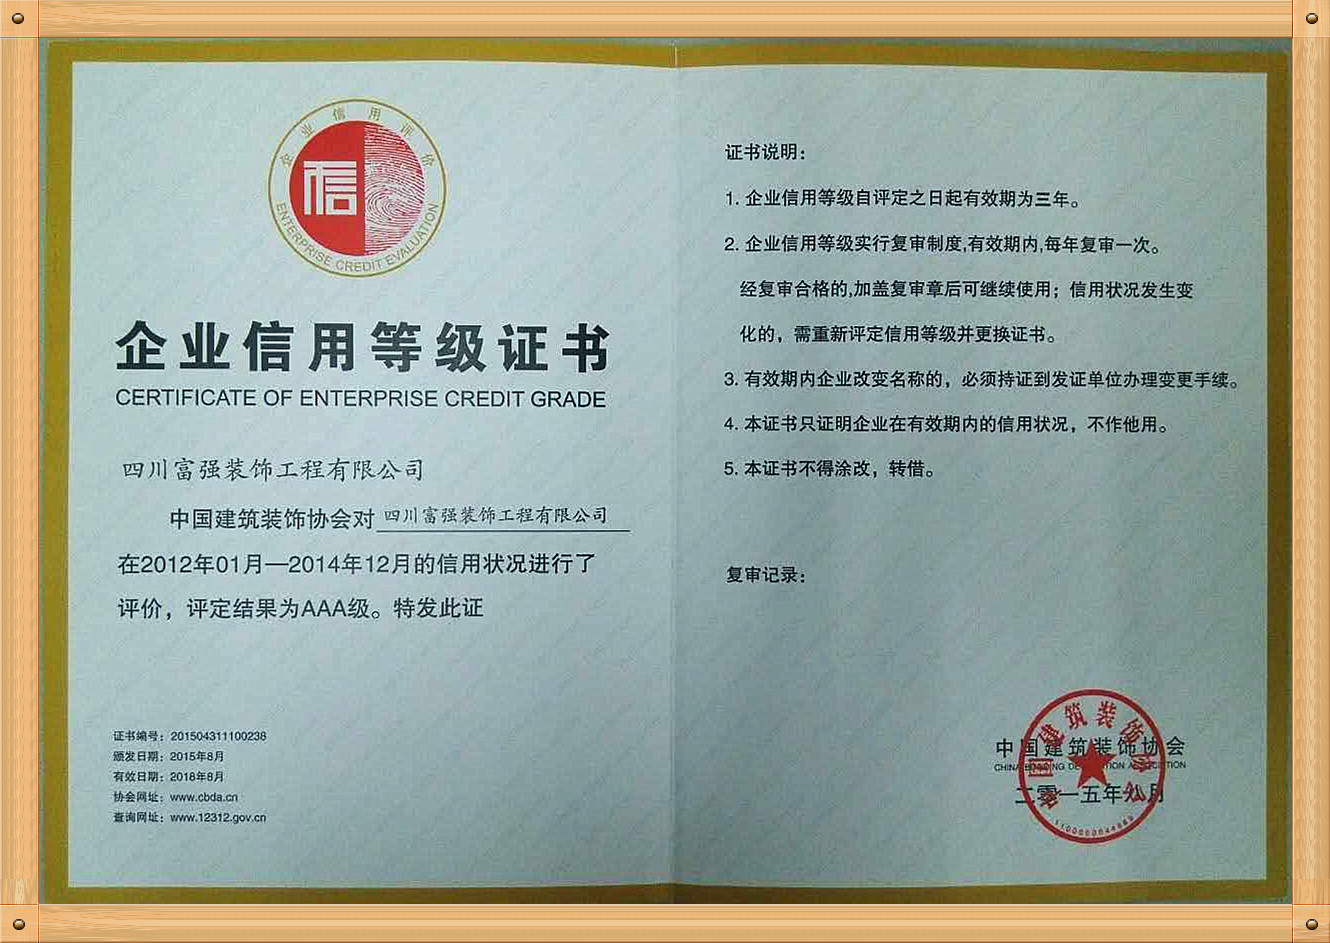 企业信用评价
信
ENTERPRISE CREDIT EVALUATION
企业信用等级证书
CERTIFICATE OF ENTERPRISE CREDIT GRADE
四川富强装饰工程有限公司
中国建筑装饰协会对 四川富强装饰工程有限公司
在2012年01月—2014年12月的信用状况进行了
评价，评定结果为AAA级。特发此证
证书编号：201504311100238
颁发日期：2015年8月
有效日期：2018年8月
协会网址：www.cbda.cn
查询网址：www.12312.gov.cn
证书说明：
1. 企业信用等级自评定之日起有效期为三年。
2. 企业信用等级实行复审制度,有效期内,每年复审一次。
经复审合格的,加盖复审章后可继续使用；信用状况发生变
化的，需重新评定信用等级并更换证书。
3. 有效期内企业改变名称的，必须持证到发证单位办理变更手续。
4. 本证书只证明企业在有效期内的信用状况，不作他用。
5. 本证书不得涂改，转借。
复审记录：
中国建筑装饰协会
CHINA BUILDING DECORATION ASSOCIATION
二零一五年八月